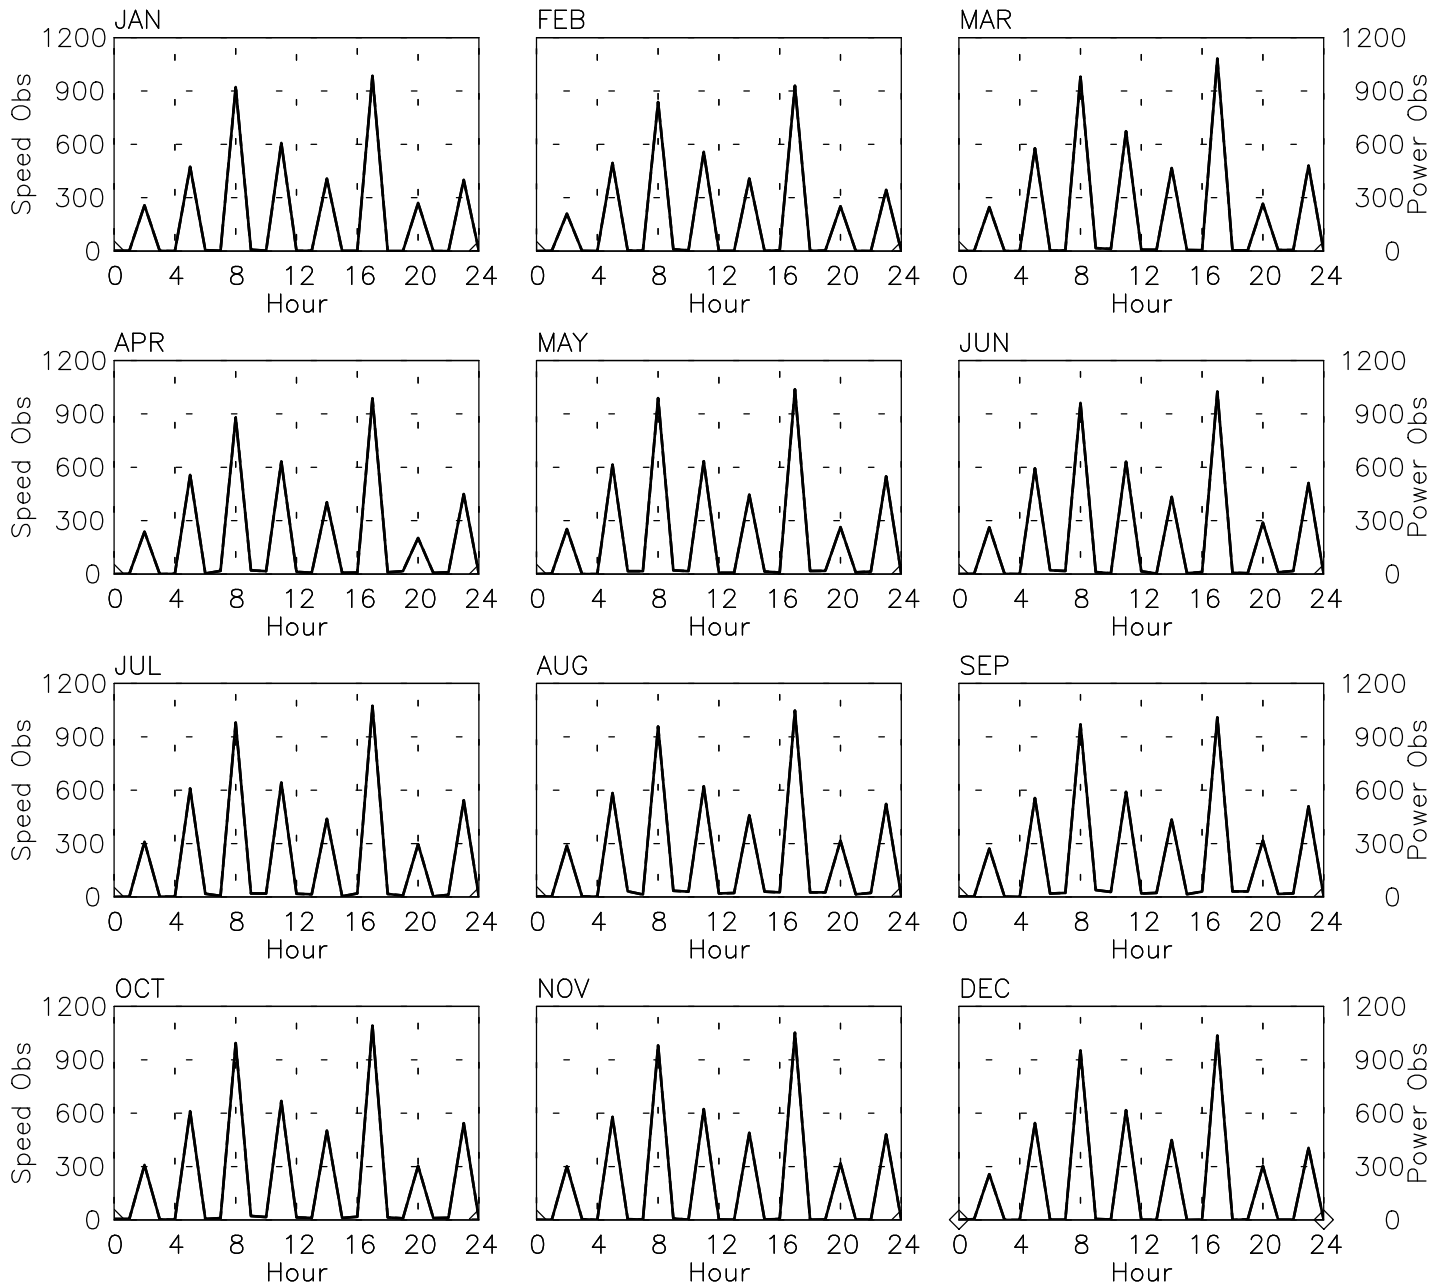 JAN FEB MAR
1200 1200
900 900
600 600
300 300
0 0
Speed Obs Power Obs
0 4 8 12 16 20 24 0 4 8 12 16 20 24 0 4 8 12 16 20 24
Hour Hour Hour
APR MAY JUN
1200 1200
900 900
600 600
300 300
0 0
Speed Obs Power Obs
0 4 8 12 16 20 24 0 4 8 12 16 20 24 0 4 8 12 16 20 24
Hour Hour Hour
JUL AUG SEP
1200 1200
900 900
600 600
300 300
0 0
Speed Obs Power Obs
0 4 8 12 16 20 24 0 4 8 12 16 20 24 0 4 8 12 16 20 24
Hour Hour Hour
OCT NOV DEC
1200 1200
900 900
600 600
300 300
0 0
Speed Obs Power Obs
0 4 8 12 16 20 24 0 4 8 12 16 20 24 0 4 8 12 16 20 24
Hour Hour Hour